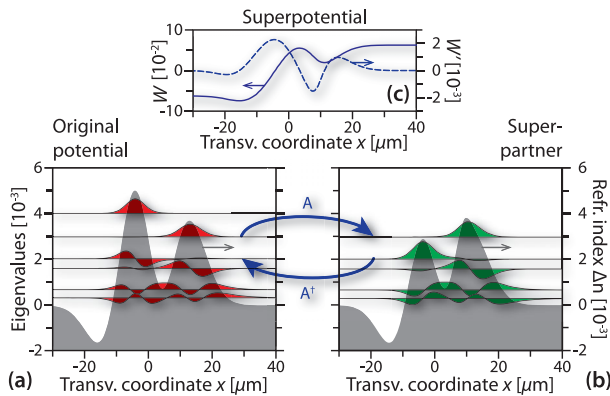 Superpotential
10
0
-10
W [10⁻²]
2
0
-2
W' [10⁻³]
(c)
-20 0 20 40
Transv. coordinate x [µm]
Original
potential
Super-
partner
6
4
2
0
-2
Eigenvalues [10⁻³]
A
A†
6
4
2
0
-2
Refr. index Δn [10⁻³]
-20 0 20 40
-20 0 20 40
(a) Transv. coordinate x [µm]
Transv. coordinate x [µm] (b)